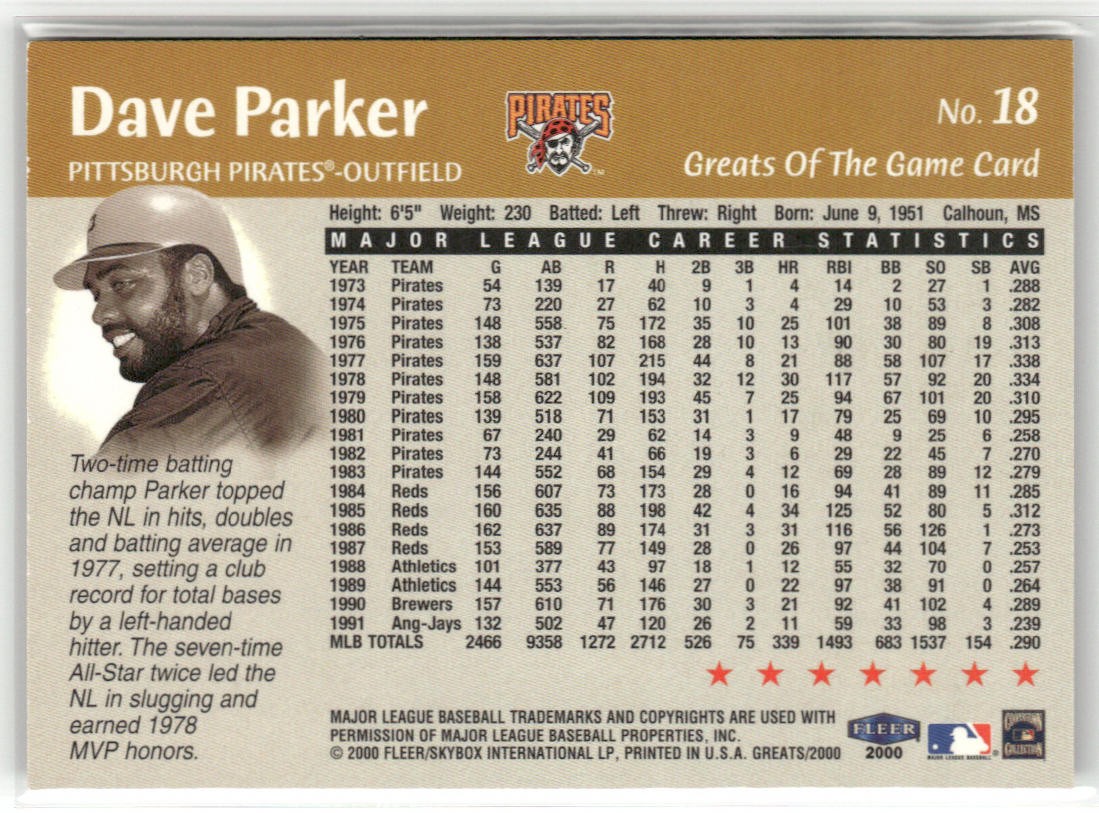 Dave Parker
PITTSBURGH PIRATES®-OUTFIELD
PIRATES
TM
No. 18
Greats Of The Game Card
Height: 6'5" Weight: 230 Batted: Left Threw: Right Born: June 9, 1951 Calhoun, MS
MAJOR LEAGUE CAREER STATISTICS
YEAR TEAM G AB R H 2B 3B HR RBI BB SO SB AVG
1973 Pirates 54 139 17 40 9 1 4 14 2 27 1 .288
1974 Pirates 73 220 27 62 10 3 4 29 10 53 3 .282
1975 Pirates 148 558 75 172 35 10 25 101 38 89 8 .308
1976 Pirates 138 537 82 168 28 10 13 90 30 80 19 .313
1977 Pirates 159 637 107 215 44 8 21 88 58 107 17 .338
1978 Pirates 148 581 102 194 32 12 30 117 57 92 20 .334
1979 Pirates 158 622 109 193 45 7 25 94 67 101 20 .310
1980 Pirates 139 518 71 153 31 1 17 79 25 69 10 .295
1981 Pirates 67 240 29 62 14 3 9 48 9 25 6 .258
1982 Pirates 73 244 41 66 19 3 6 29 22 45 7 .270
1983 Pirates 144 552 68 154 29 4 12 69 28 89 12 .279
1984 Reds 156 607 73 173 28 0 16 94 41 89 11 .285
1985 Reds 160 635 88 198 42 4 34 125 52 80 5 .312
1986 Reds 162 637 89 174 31 3 31 116 56 126 1 .273
1987 Reds 153 589 77 149 28 0 26 97 44 104 7 .253
1988 Athletics 101 377 43 97 18 1 12 55 32 70 0 .257
1989 Athletics 144 553 56 146 27 0 22 97 38 91 0 .264
1990 Brewers 157 610 71 176 30 3 21 92 41 102 4 .289
1991 Ang-Jays 132 502 47 120 26 2 11 59 33 98 3 .239
MLB TOTALS 2466 9358 1272 2712 526 75 339 1493 683 1537 154 .290
Two-time batting
champ Parker topped
the NL in hits, doubles
and batting average in
1977, setting a club
record for total bases
by a left-handed
hitter. The seven-time
All-Star twice led the
NL in slugging and
earned 1978
MVP honors.
MAJOR LEAGUE BASEBALL TRADEMARKS AND COPYRIGHTS ARE USED WITH
PERMISSION OF MAJOR LEAGUE BASEBALL PROPERTIES, INC.
© 2000 FLEER/SKYBOX INTERNATIONAL LP, PRINTED IN U.S.A. GREATS/2000
FLEER
2000
MAJOR LEAGUE BASEBALL®
COOPERSTOWN
COLLECTION